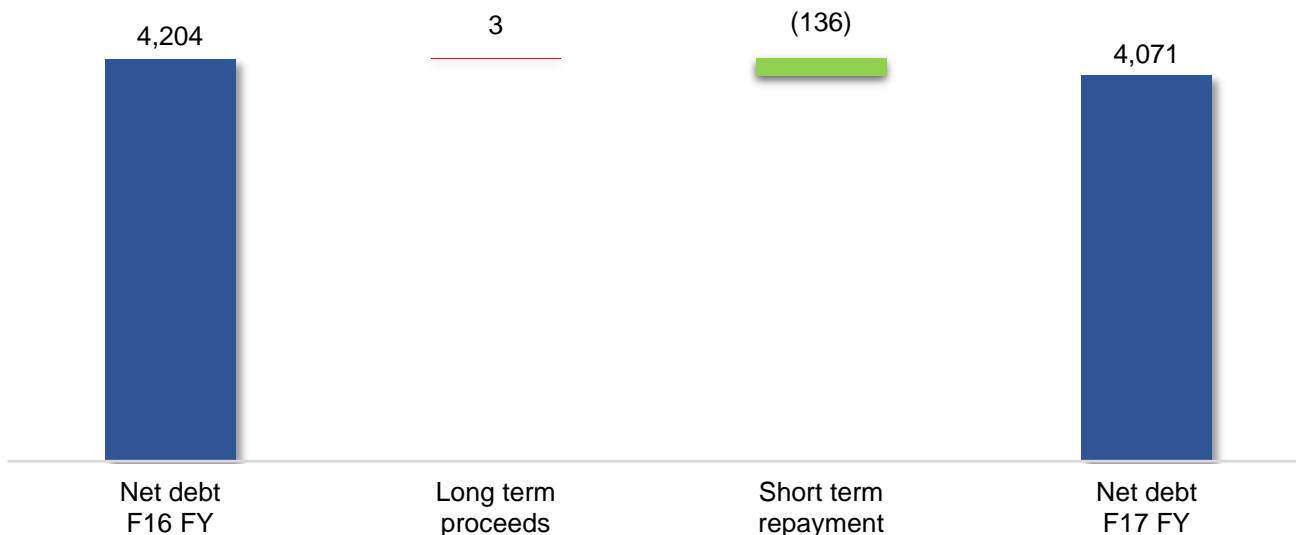 4,204
3
(136)
4,071
Net debt
F16 FY
Long term
proceeds
Short term
repayment
Net debt
F17 FY